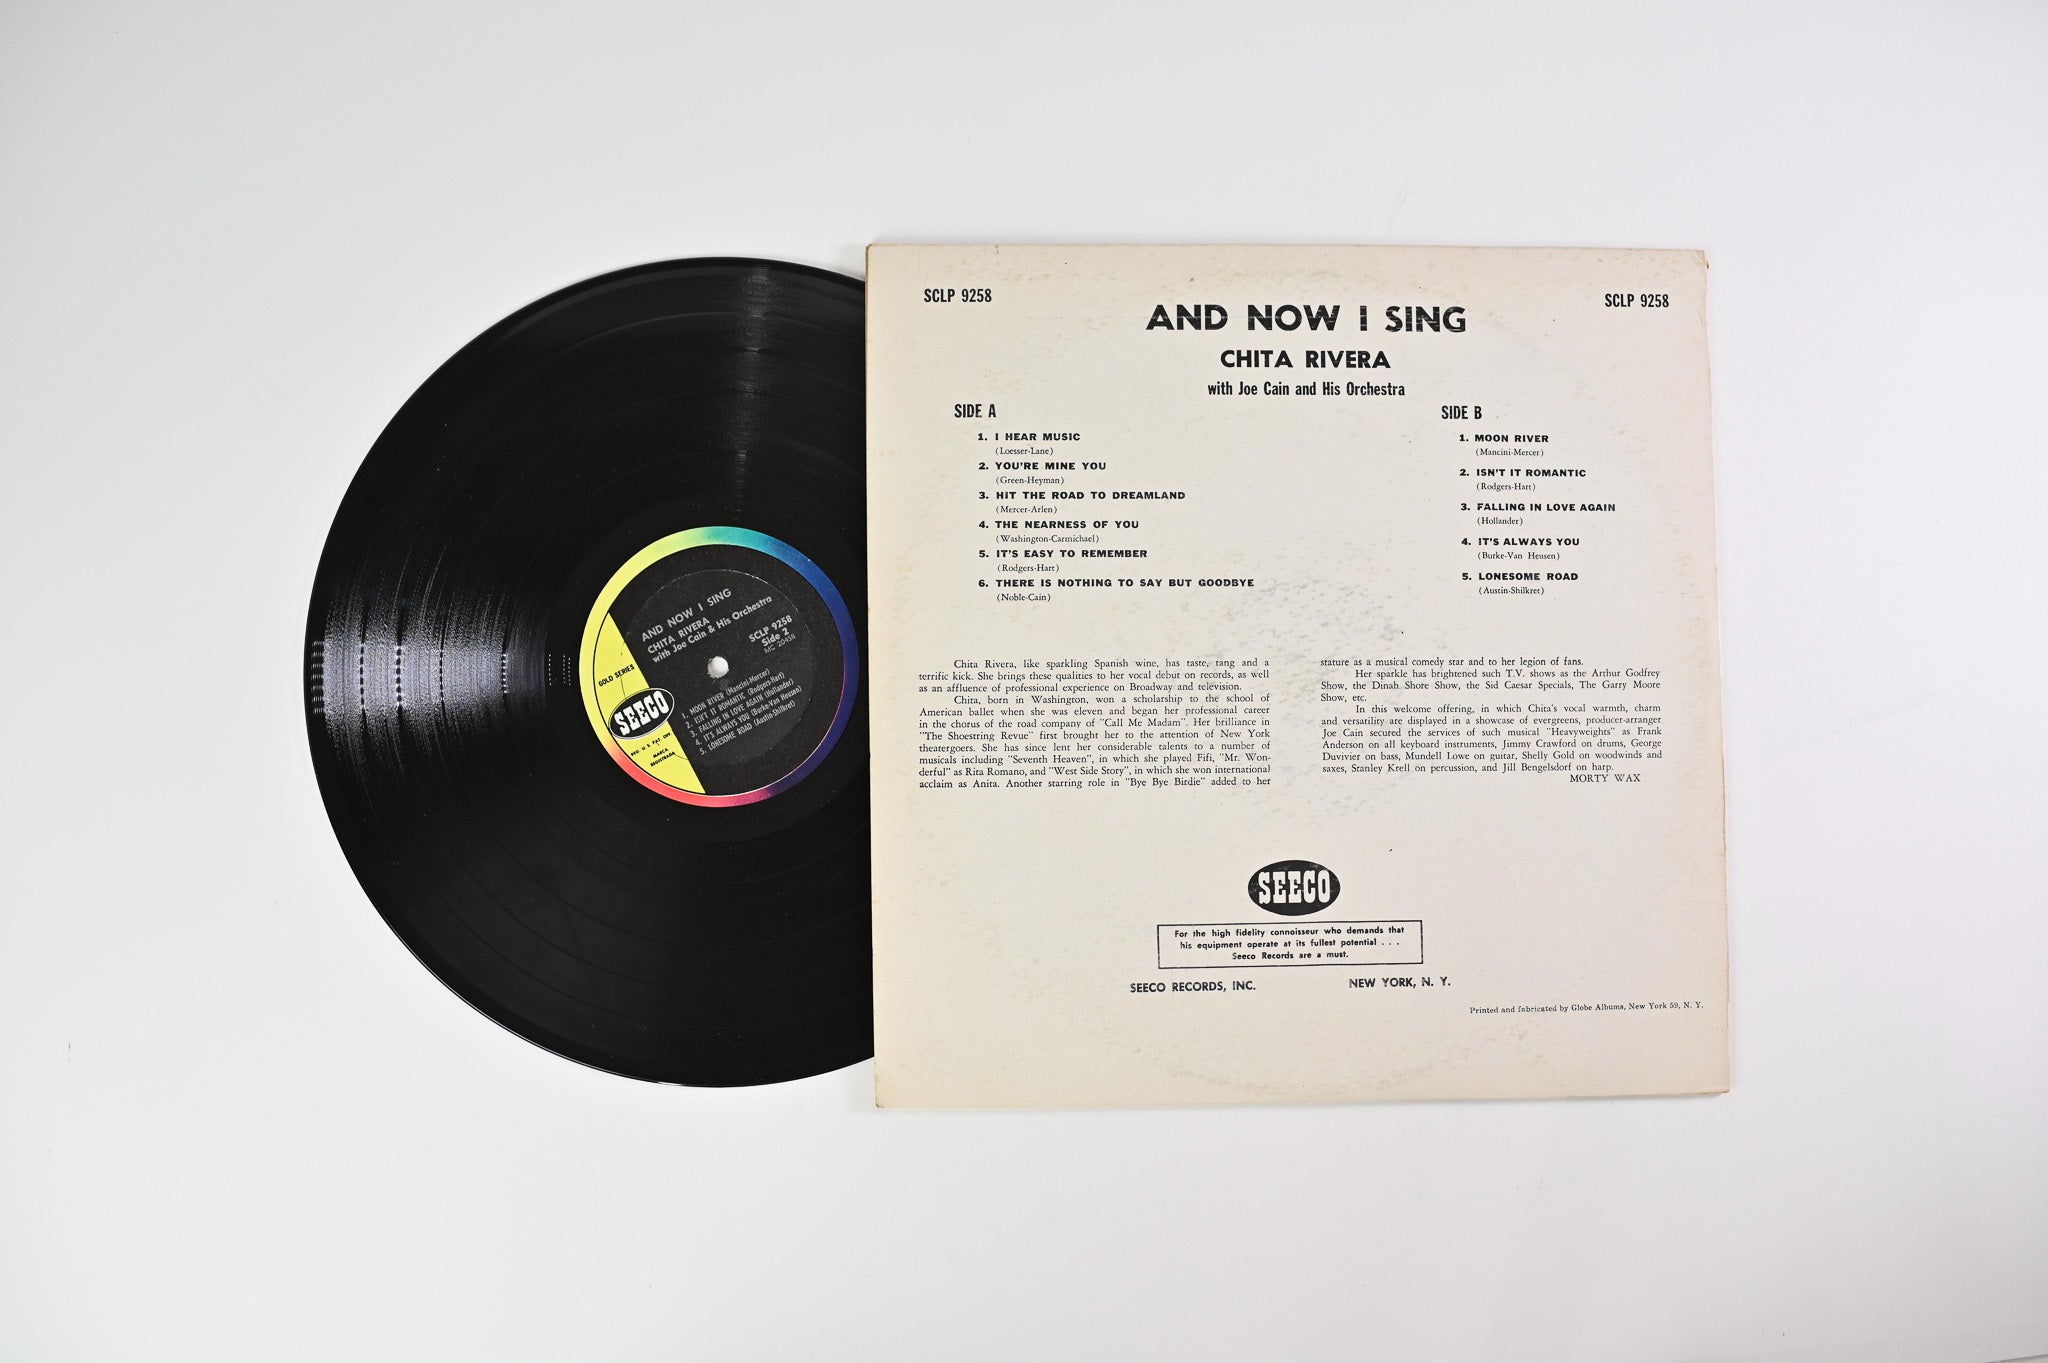 AND NOW I SING
CHITA RIVERA
with Joe Cain & His Orchestra
SCLP 9258
Side 2
MC 20458
GOLD SERIES
SEECO
REG. U. S. PAT. OFF.
MARCA
REGISTRADA
1. MOON RIVER (Mancini-Mercer)
2. ISN'T IT ROMANTIC (Rodgers-Hart)
3. FALLING IN LOVE AGAIN (Hollander)
4. IT'S ALWAYS YOU (Burke-Van Heusen)
5. LONESOME ROAD (Austin-Shilkret)
SCLP 9258
SCLP 9258
AND NOW I SING
CHITA RIVERA
with Joe Cain and His Orchestra
SIDE A
1. I HEAR MUSIC
(Loesser-Lane)
2. YOU'RE MINE YOU
(Green-Heyman)
3. HIT THE ROAD TO DREAMLAND
(Mercer-Arlen)
4. THE NEARNESS OF YOU
(Washington-Carmichael)
5. IT'S EASY TO REMEMBER
(Rodgers-Hart)
6. THERE IS NOTHING TO SAY BUT GOODBYE
(Noble-Cain)
SIDE B
1. MOON RIVER
(Mancini-Mercer)
2. ISN'T IT ROMANTIC
(Rodgers-Hart)
3. FALLING IN LOVE AGAIN
(Hollander)
4. IT'S ALWAYS YOU
(Burke-Van Heusen)
5. LONESOME ROAD
(Austin-Shilkret)
Chita Rivera, like sparkling Spanish wine, has taste, tang and a
terrific kick. She brings these qualities to her vocal debut on records, as well
as an affluence of professional experience on Broadway and television.
Chita, born in Washington, won a scholarship to the school of
American ballet when she was eleven and began her professional career
in the chorus of the road company of "Call Me Madam". Her brilliance in
"The Shoestring Revue" first brought her to the attention of New York
theatergoers. She has since lent her considerable talents to a number of
musicals including "Seventh Heaven", in which she played Fifi, "Mr. Won-
derful" as Rita Romano, and "West Side Story", in which she won international
acclaim as Anita. Another starring role in "Bye Bye Birdie" added to her
stature as a musical comedy star and to her legion of fans.
Her sparkle has brightened such T.V. shows as the Arthur Godfrey
Show, the Dinah Shore Show, the Sid Caesar Specials, The Garry Moore
Show, etc.
In this welcome offering, in which Chita's vocal warmth, charm
and versatility are displayed in a showcase of evergreens, producer-arranger
Joe Cain secured the services of such musical "Heavyweights" as Frank
Anderson on all keyboard instruments, Jimmy Crawford on drums, George
Duvivier on bass, Mundell Lowe on guitar, Shelly Gold on woodwinds and
saxes, Stanley Krell on percussion, and Jill Bengelsdorf on harp.
MORTY WAX
SEECO
For the high fidelity connoisseur who demands that
his equipment operate at its fullest potential . . .
Seeco Records are a must.
SEECO RECORDS, INC. NEW YORK, N. Y.
Printed and fabricated by Globe Albums, New York 59, N. Y.